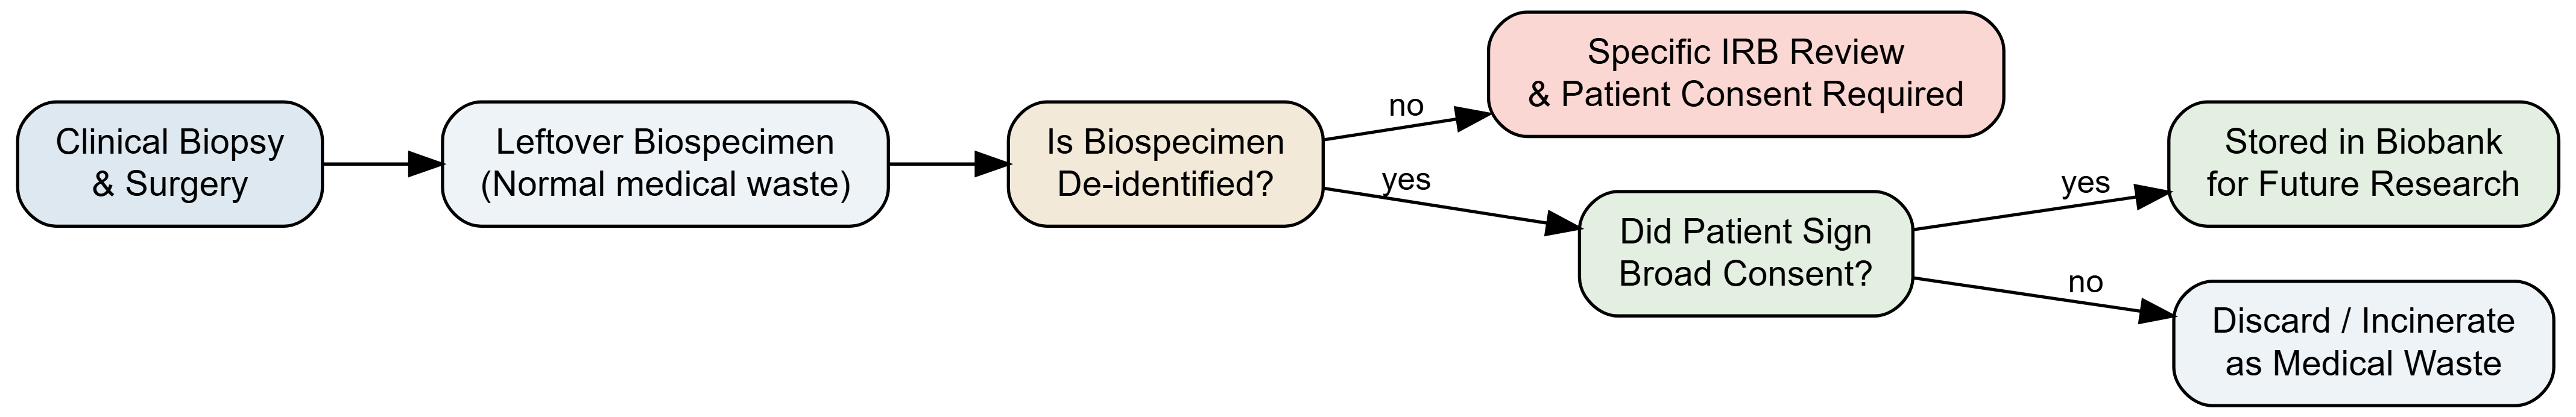 Clinical Biopsy
& Surgery
Leftover Biospecimen
(Normal medical waste)
Is Biospecimen
De-identified?
no
Specific IRB Review
& Patient Consent Required
yes
Did Patient Sign
Broad Consent?
yes
Stored in Biobank
for Future Research
no
Discard / Incinerate
as Medical Waste